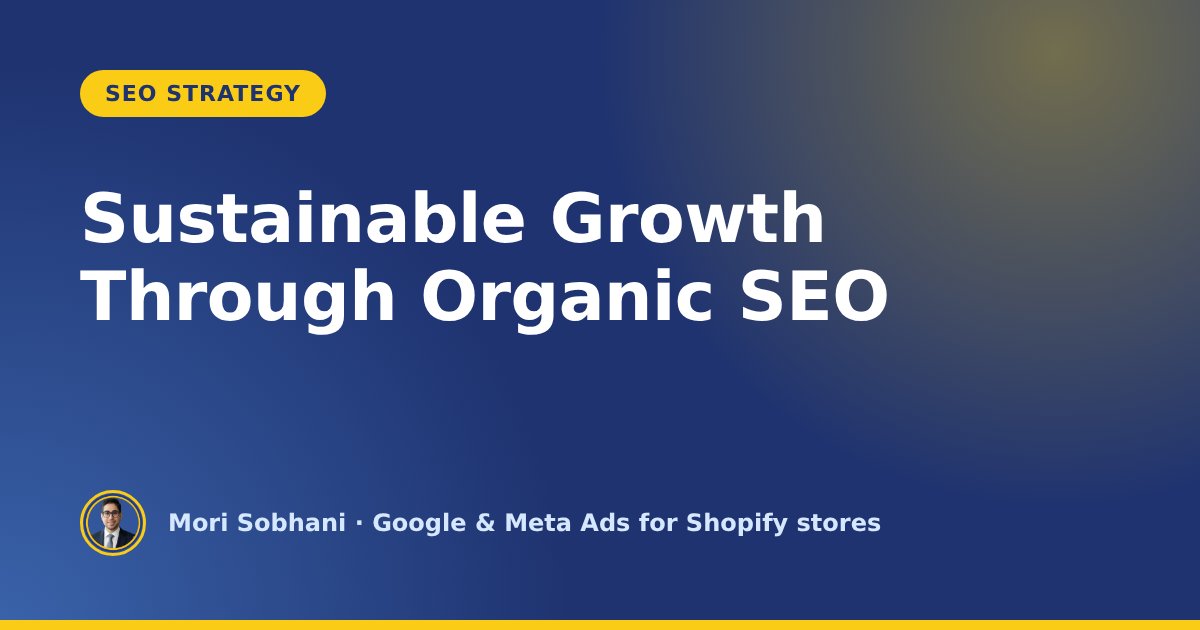 SEO STRATEGY
Sustainable Growth
Through Organic SEO
Mori Sobhani · Google & Meta Ads for Shopify stores